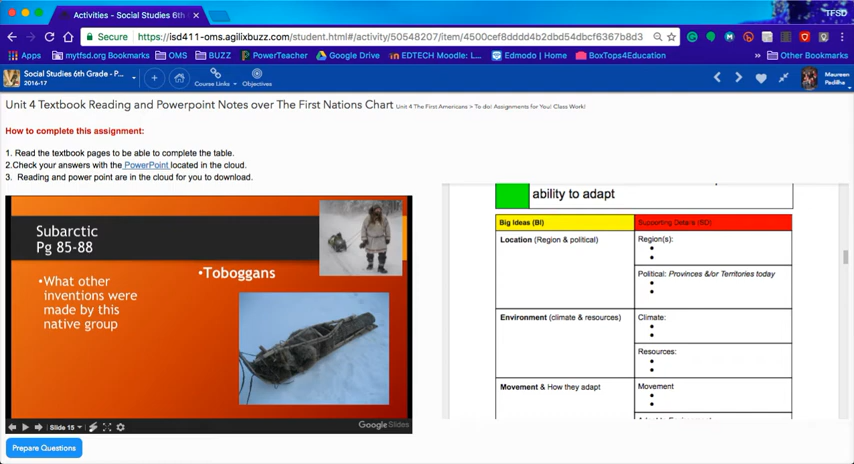 Activities - Social Studies 6th
TFSD
Secure
https://isd411-oms.agilixbuzz.com/student.html#/activity/50548207/item/4500cef8dddd4b2dbd54dbcf6367b8d3
Apps
mytfsd.org Bookmarks
OMS
BUZZ
PowerTeacher
Google Drive
EDTECH Moodle: L...
Edmodo | Home
BoxTops4Education
»
Other Bookmarks
Social Studies 6th Grade - P...
2016-17
Course Links
Objectives
Maureen
Padilha
Unit 4 Textbook Reading and Powerpoint Notes over The First Nations Chart
Unit 4 The First Americans > To do! Assignments for You! Class Work!
How to complete this assignment:
1. Read the textbook pages to be able to complete the table.
2.Check your answers with the PowerPoint located in the cloud.
3. Reading and power point are in the cloud for you to download.
Subarctic
Pg 85-88
•What other
inventions were
made by this
native group
•Toboggans
Slide 15
Google Slides
Prepare Questions
ability to adapt
Big Ideas (BI)
Supporting Details (SD)
Location (Region & political)
Region(s):
Political: Provinces &/or Territories today
Environment (climate & resources)
Climate:
Resources:
Movement & How they adapt
Movement